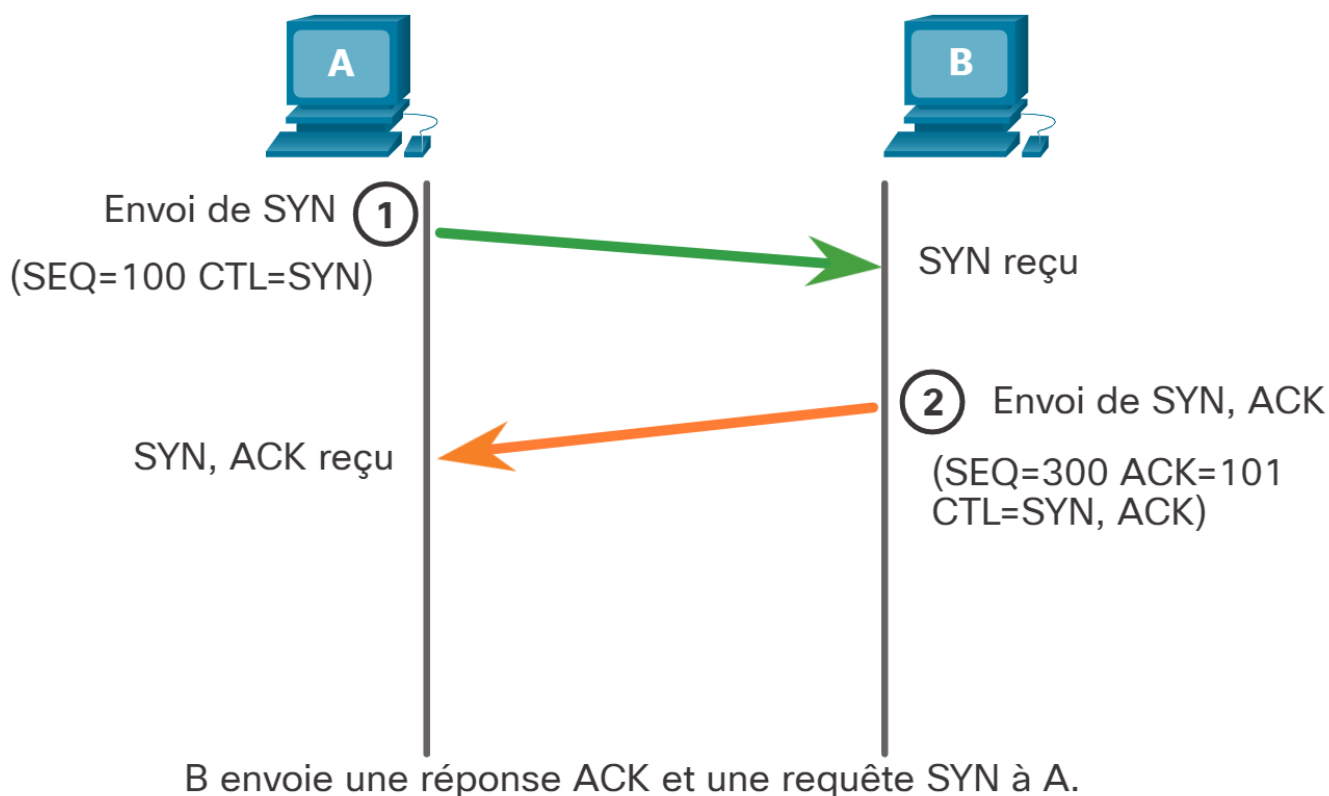 A
B
Envoi de SYN 1
(SEQ=100 CTL=SYN)
SYN reçu
2 Envoi de SYN, ACK
SYN, ACK reçu
(SEQ=300 ACK=101
CTL=SYN, ACK)
B envoie une réponse ACK et une requête SYN à A.